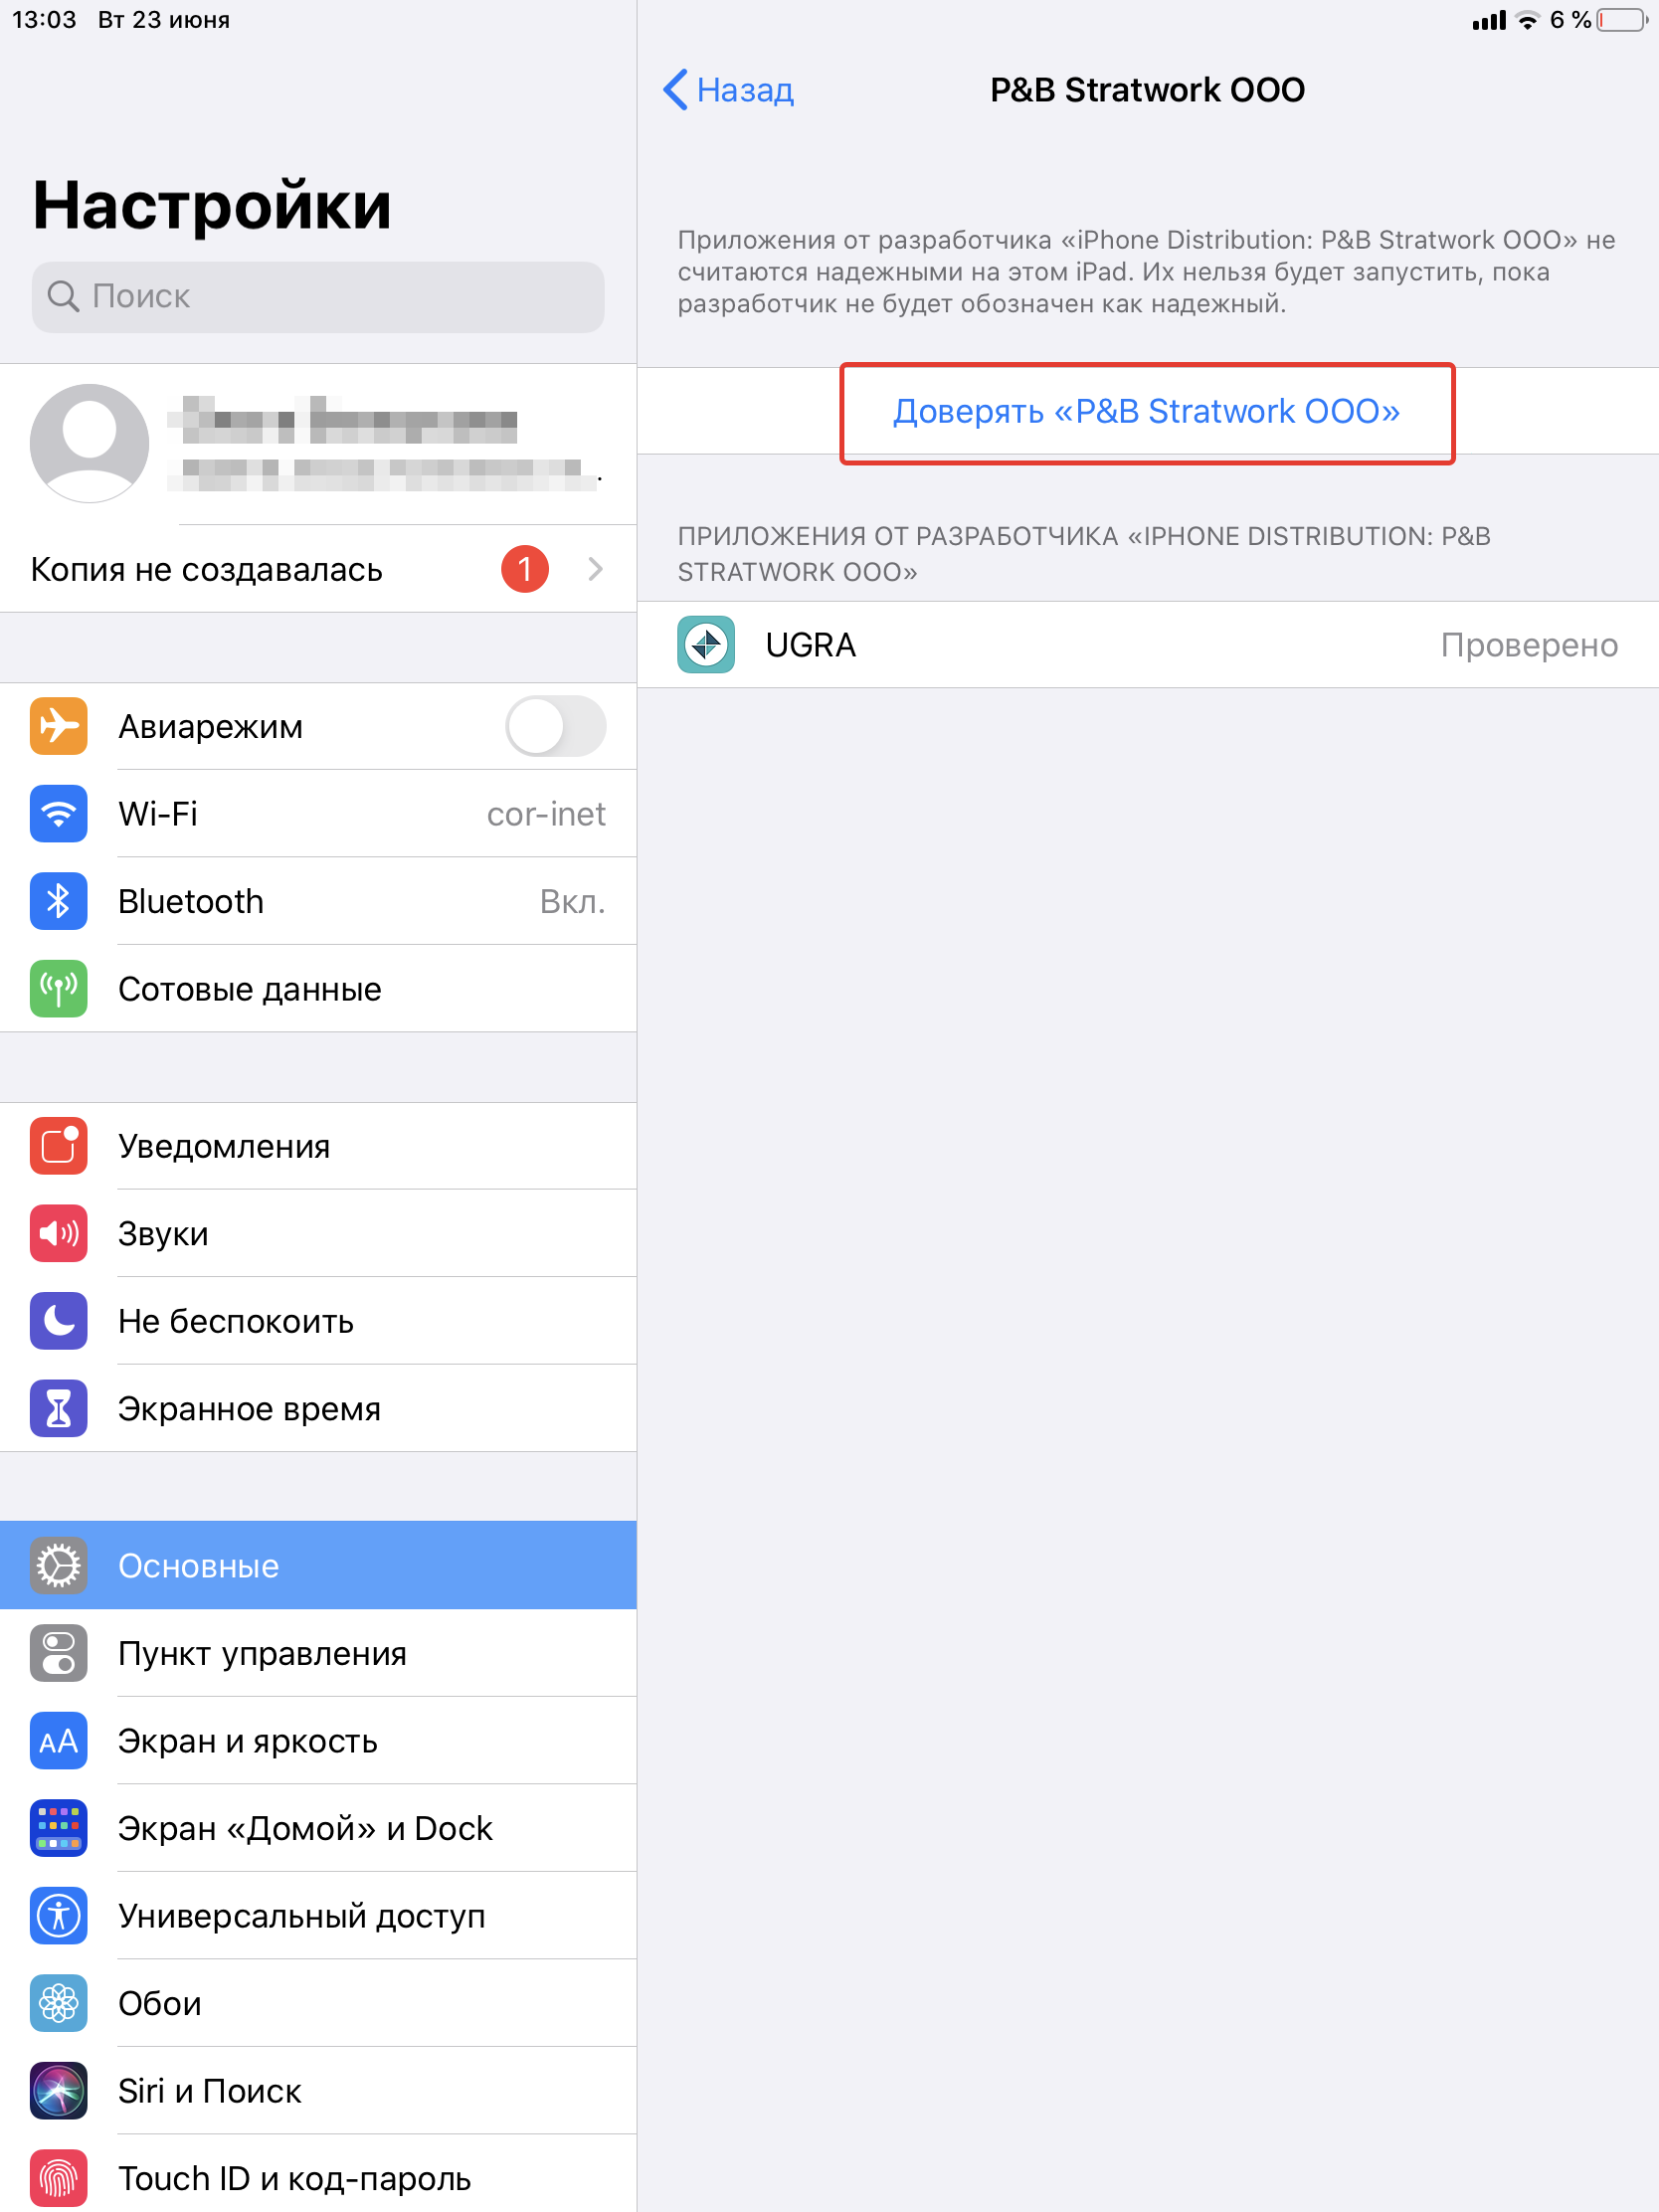 13:03 Вт 23 июня
6 %
Настройки
Поиск
Копия не создавалась 1
Авиарежим
Wi-Fi cor-inet
Bluetooth Вкл.
Сотовые данные
Уведомления
Звуки
Не беспокоить
Экранное время
Основные
Пункт управления
AA Экран и яркость
Экран «Домой» и Dock
Универсальный доступ
Обои
Siri и Поиск
Touch ID и код-пароль
Назад P&B Stratwork OOO
Приложения от разработчика «iPhone Distribution: P&B Stratwork OOO» не
считаются надежными на этом iPad. Их нельзя будет запустить, пока
разработчик не будет обозначен как надежный.
Доверять «P&B Stratwork OOO»
ПРИЛОЖЕНИЯ ОТ РАЗРАБОТЧИКА «IPHONE DISTRIBUTION: P&B
STRATWORK OOO»
UGRA Проверено